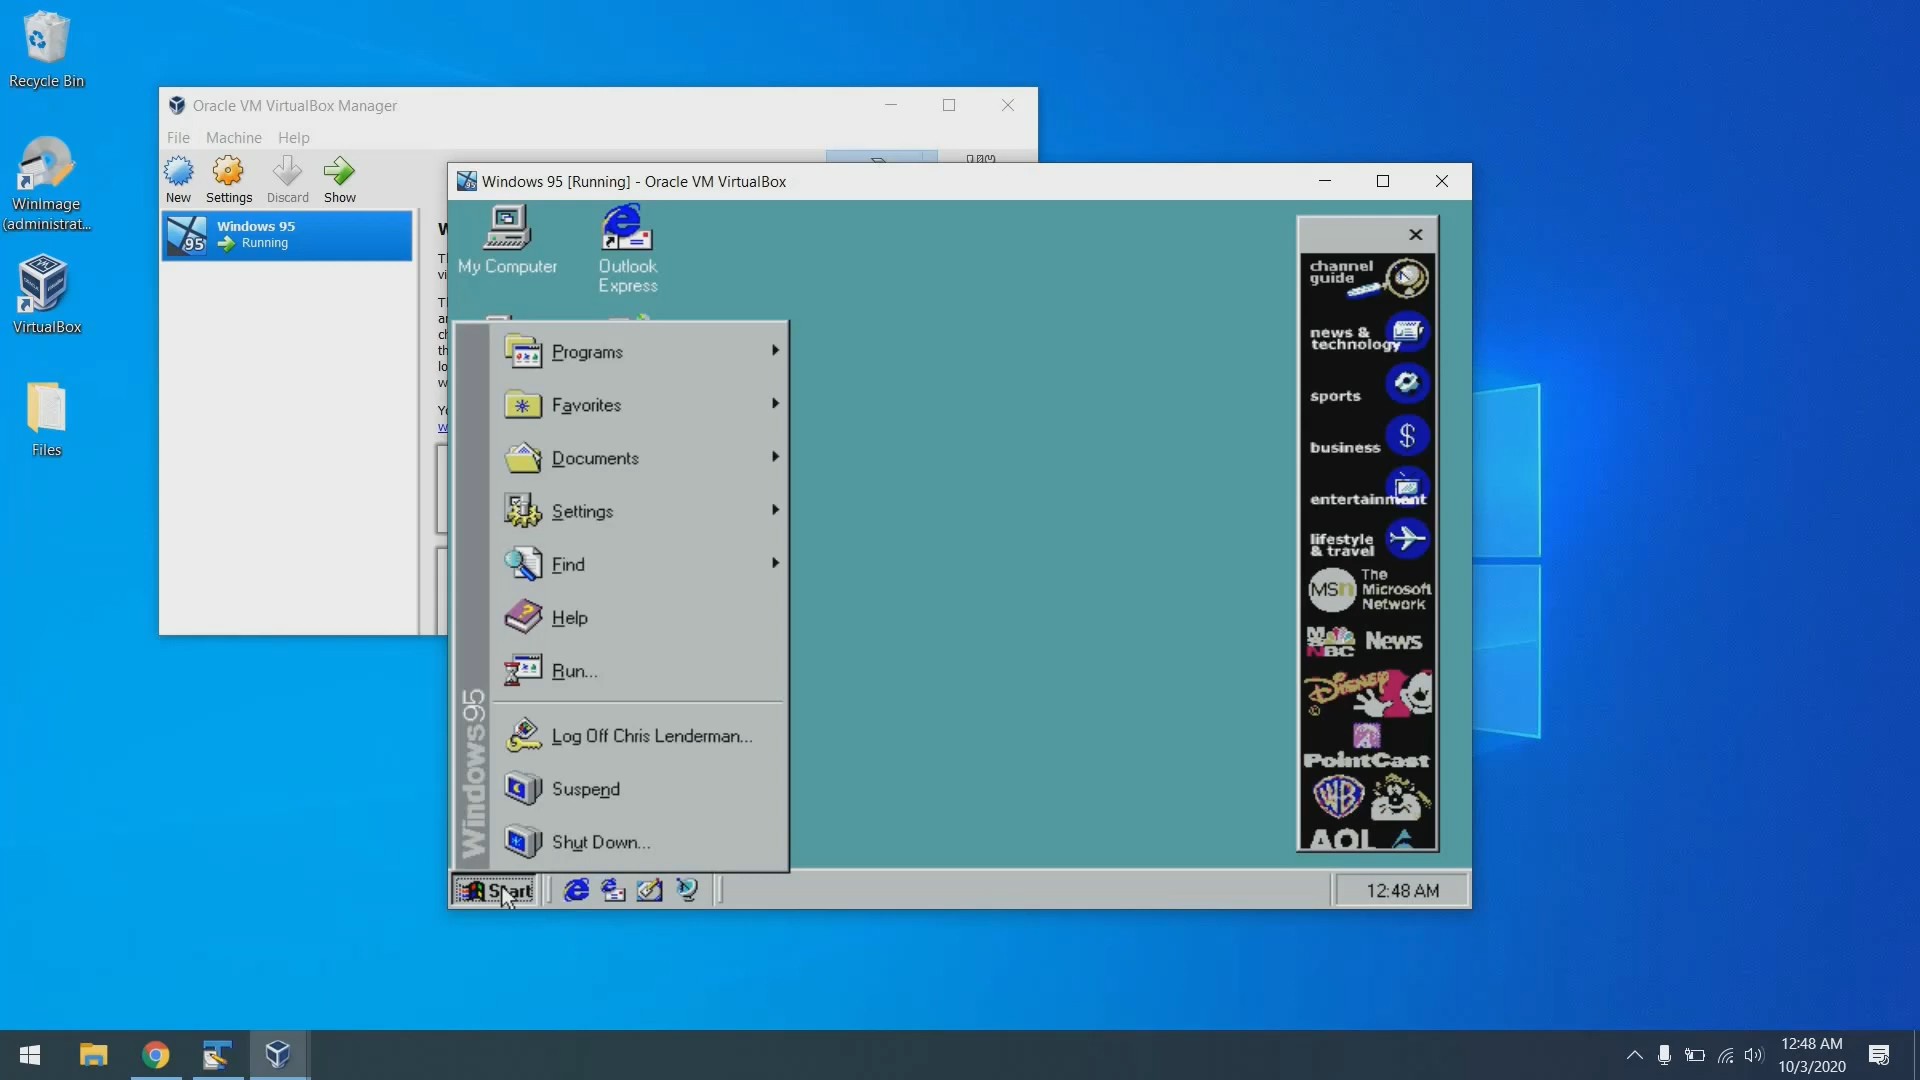 Recycle Bin
WinImage
(administrat...
VirtualBox
Files
Oracle VM VirtualBox Manager
File Machine Help
New Settings Discard Show
Windows 95
Running
Windows 95 [Running] - Oracle VM VirtualBox
My Computer
Outlook
Express
Programs
Favorites
Documents
Settings
Find
Help
Run...
Log Off Chris Lenderman...
Suspend
Shut Down...
Windows95
Start
12:48 AM
channel
guide
news &
technology
sports
business
entertainment
lifestyle
& travel
msn The
Microsoft
Network
MSNBC News
Disney
PointCast
WB
AOL
12:48 AM
10/3/2020